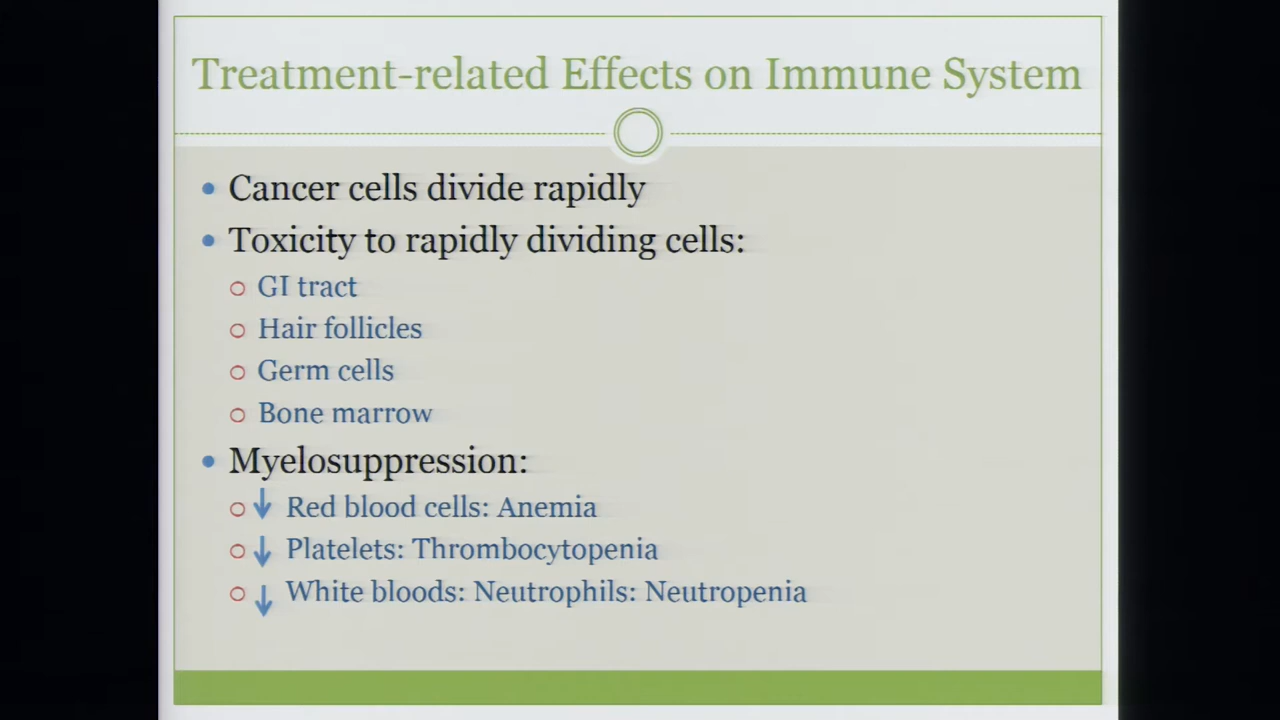 Treatment-related Effects on Immune System
Cancer cells divide rapidly
Toxicity to rapidly dividing cells:
GI tract
Hair follicles
Germ cells
Bone marrow
Myelosuppression:
↓ Red blood cells: Anemia
↓ Platelets: Thrombocytopenia
↓ White bloods: Neutrophils: Neutropenia